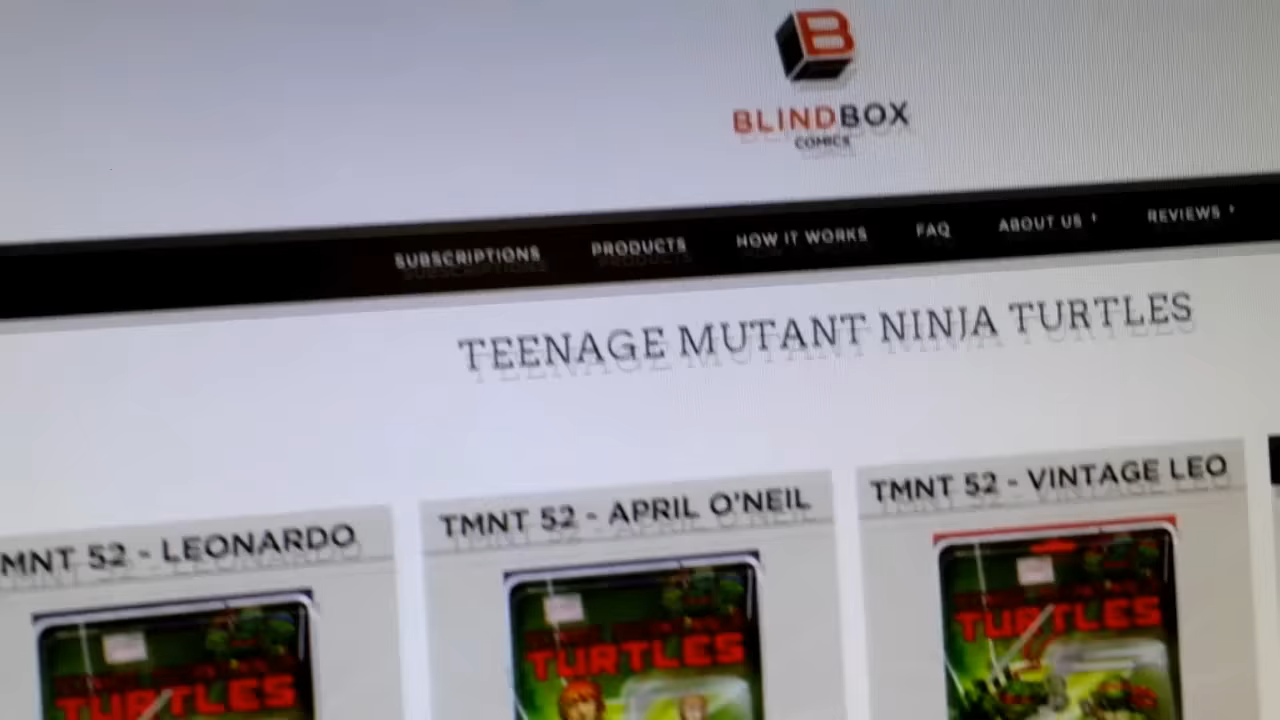 B
BLINDBOX
COMICS
SUBSCRIPTIONS PRODUCTS HOW IT WORKS FAQ ABOUT US REVIEWS
TEENAGE MUTANT NINJA TURTLES
MNT 52 - LEONARDO
TMNT 52 - APRIL O'NEIL
TMNT 52 - VINTAGE LEO
TURTLES
TURTLES
TURTLES